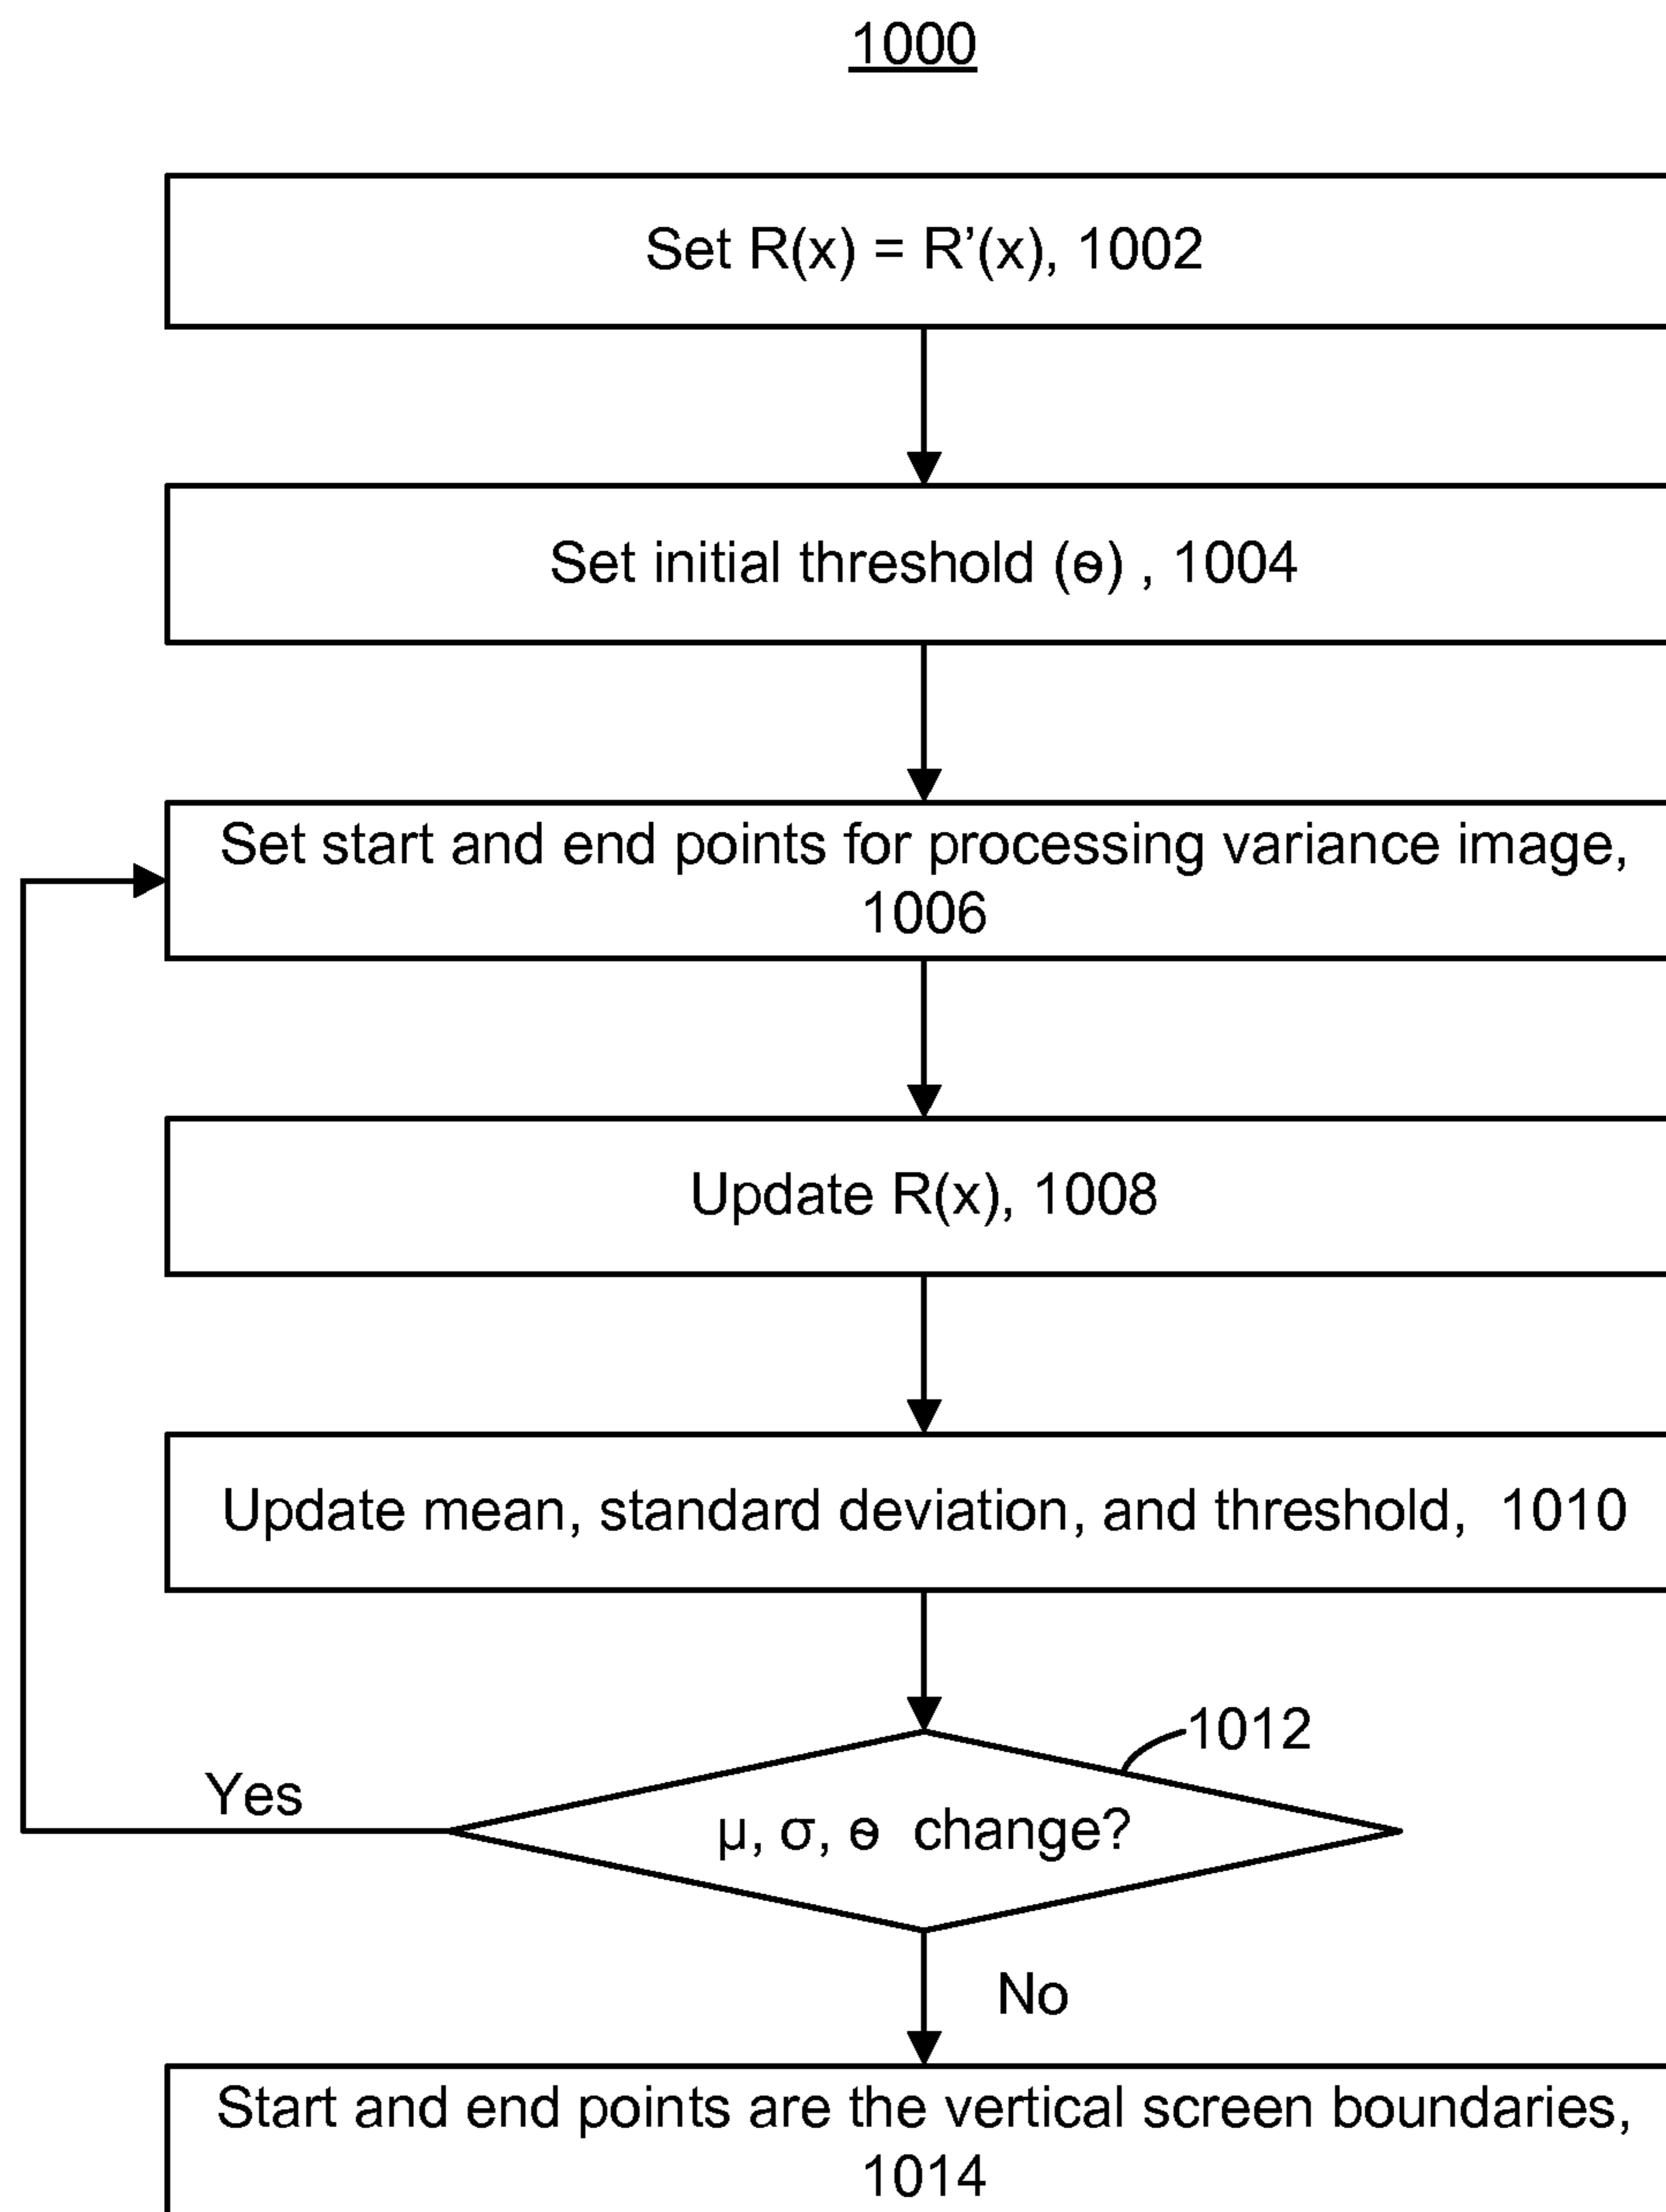 1000
Set R(x) = R’(x), 1002
Set initial threshold (ɵ) , 1004
Set start and end points for processing variance image,
1006
Update R(x), 1008
Update mean, standard deviation, and threshold, 1010
1012
Yes
µ, σ, ɵ change?
No
Start and end points are the vertical screen boundaries,
1014